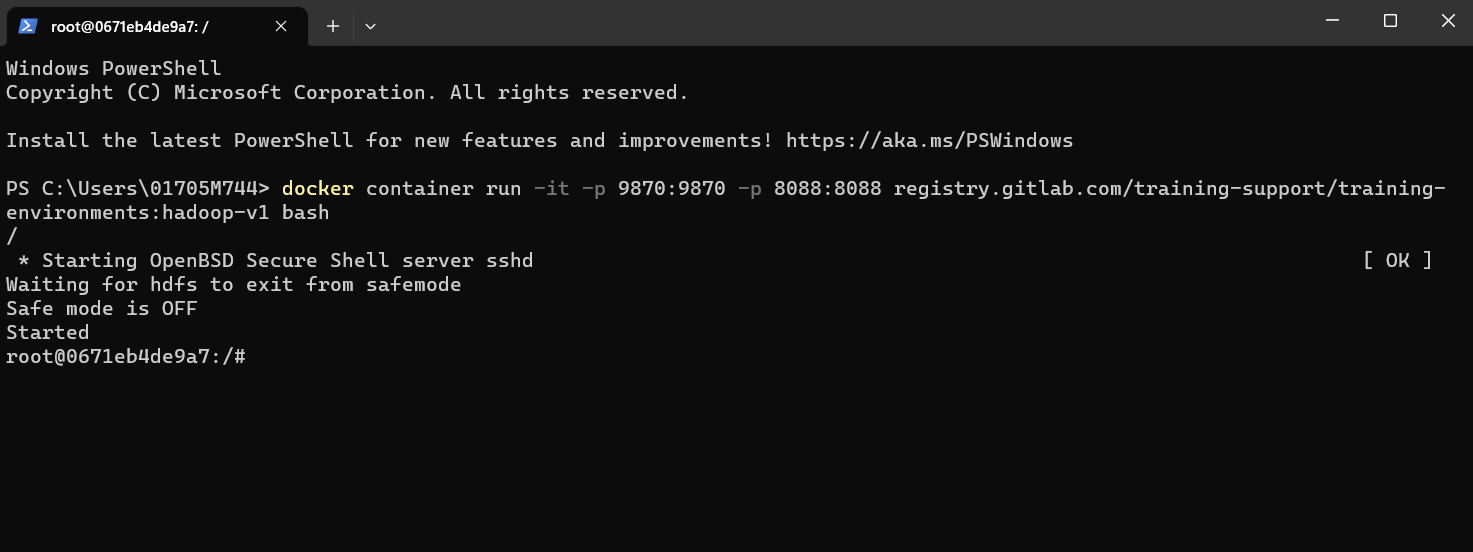 root@0671eb4de9a7: /
Windows PowerShell
Copyright (C) Microsoft Corporation. All rights reserved.
Install the latest PowerShell for new features and improvements! https://aka.ms/PSWindows
PS C:\Users\01705M744> docker container run -it -p 9870:9870 -p 8088:8088 registry.gitlab.com/training-support/training-
environments:hadoop-v1 bash
/
 * Starting OpenBSD Secure Shell server sshd [ OK ]
Waiting for hdfs to exit from safemode
Safe mode is OFF
Started
root@0671eb4de9a7:/#